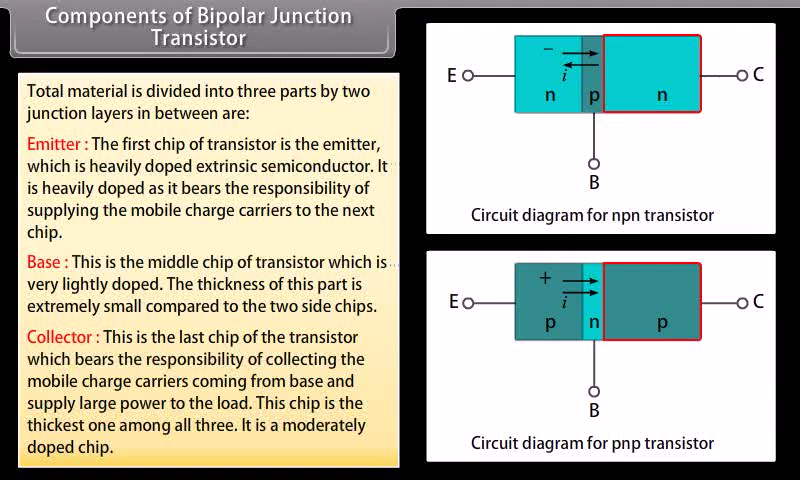 Components of Bipolar Junction
Transistor
Total material is divided into three parts by two
junction layers in between are:
Emitter : The first chip of transistor is the emitter,
which is heavily doped extrinsic semiconductor. It
is heavily doped as it bears the responsibility of
supplying the mobile charge carriers to the next
chip.
Base : This is the middle chip of transistor which is
very lightly doped. The thickness of this part is
extremely small compared to the two side chips.
Collector : This is the last chip of the transistor
which bears the responsibility of collecting the
mobile charge carriers coming from base and
supply large power to the load. This chip is the
thickest one among all three. It is a moderately
doped chip.
−
i
E
C
n p n
B
Circuit diagram for npn transistor
+
i
E
C
p n p
B
Circuit diagram for pnp transistor